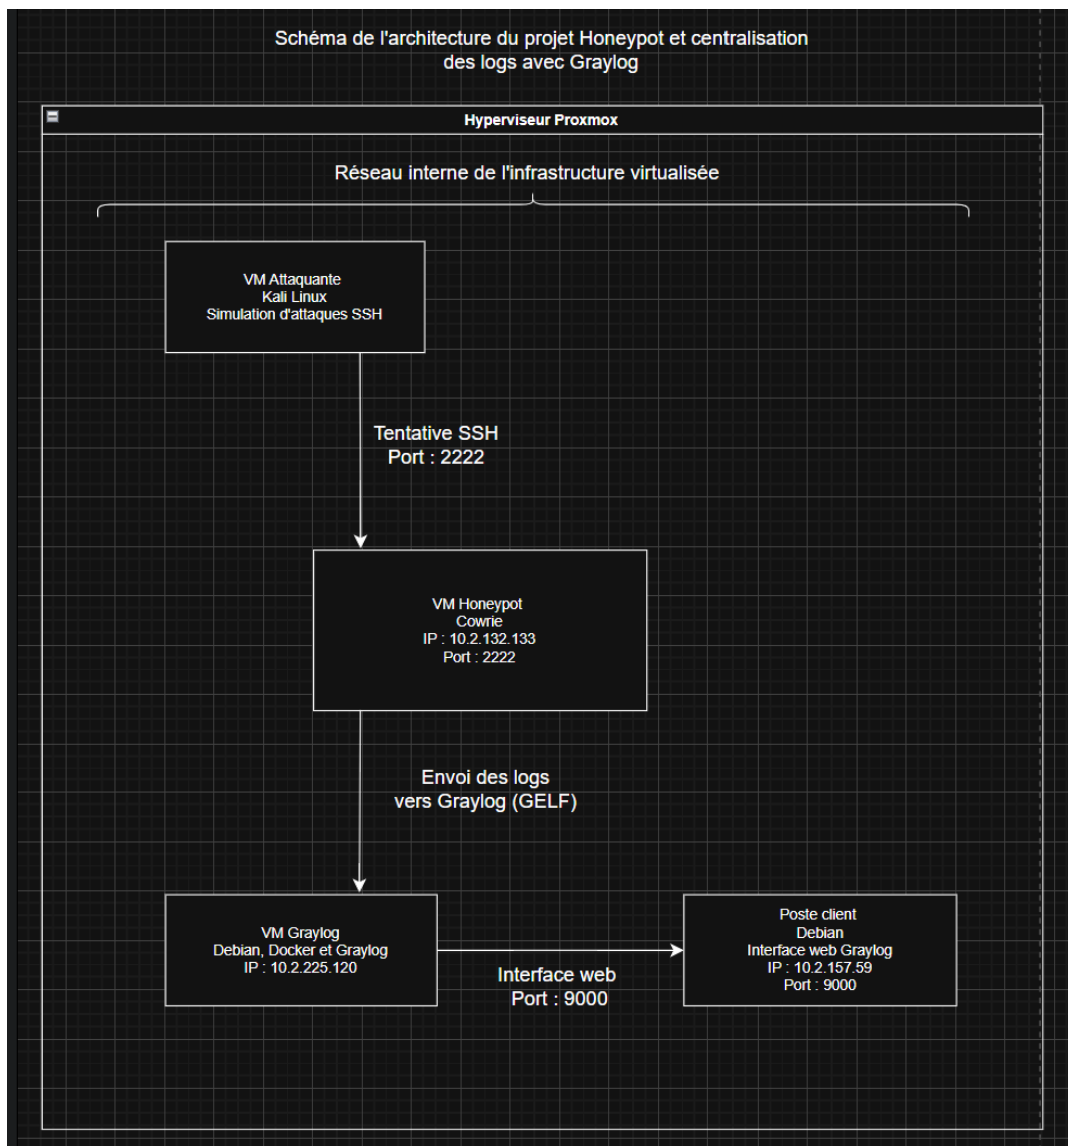 Schéma de l'architecture du projet Honeypot et centralisation
des logs avec Graylog
Hyperviseur Proxmox
Réseau interne de l'infrastructure virtualisée
VM Attaquante
Kali Linux
Simulation d'attaques SSH
Tentative SSH
Port : 2222
VM Honeypot
Cowrie
IP : 10.2.132.133
Port : 2222
Envoi des logs
vers Graylog (GELF)
VM Graylog
Debian, Docker et Graylog
IP : 10.2.225.120
Interface web
Port : 9000
Poste client
Debian
Interface web Graylog
IP : 10.2.157.59
Port : 9000